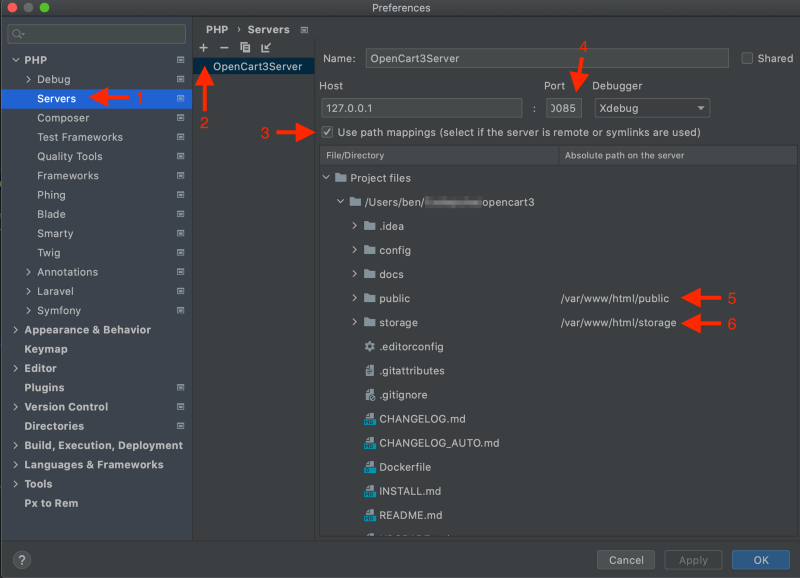 Preferences
PHP › Servers
PHP
Debug
Servers
1
Composer
Test Frameworks
Quality Tools
Frameworks
Phing
Blade
Smarty
Twig
Annotations
Laravel
Symfony
Appearance & Behavior
Keymap
Editor
Plugins
Version Control
Directories
Build, Execution, Deployment
Languages & Frameworks
Tools
Px to Rem
OpenCart3Server
2
Name: OpenCart3Server Shared
4
Host Port Debugger
127.0.0.1 : 0085 Xdebug
3 Use path mappings (select if the server is remote or symlinks are used)
File/Directory Absolute path on the server
Project files
/Users/ben/ opencart3
.idea
config
docs
public /var/www/html/public 5
storage /var/www/html/storage 6
.editorconfig
.gitattributes
.gitignore
CHANGELOG.md
CHANGELOG_AUTO.md
Dockerfile
INSTALL.md
README.md
? Cancel Apply OK